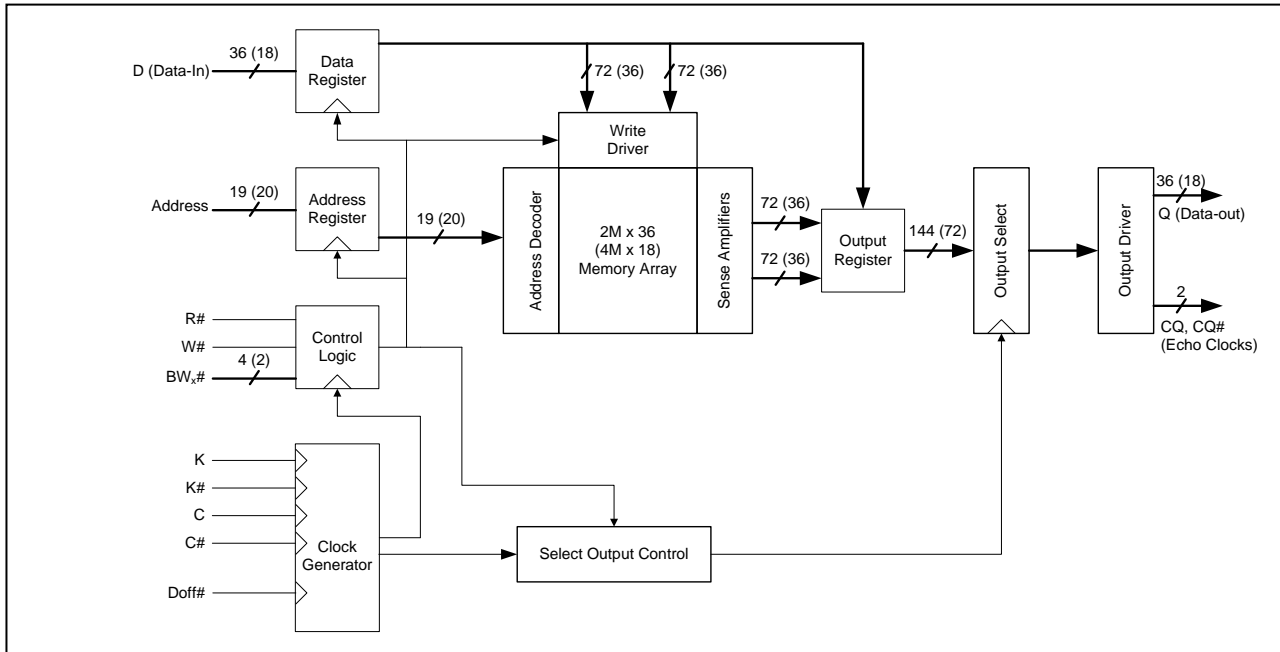 36 (18)
D (Data-In)
Data
Register
72 (36)
72 (36)
Write
Driver
19 (20)
Address
Address
Register
19 (20)
Address Decoder
2M x 36
(4M x 18)
Memory Array
Sense Amplifiers
72 (36)
72 (36)
Output
Register
144 (72)
Output Select
Output Driver
36 (18)
Q (Data-out)
2
CQ, CQ#
(Echo Clocks)
R#
W#
4 (2)
BWₓ#
Control
Logic
K
K#
C
C#
Doff#
Clock
Generator
Select Output Control